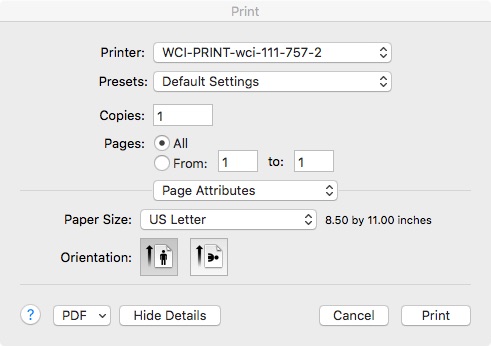 Print
Printer: WCI-PRINT-wci-111-757-2
Presets: Default Settings
Copies: 1
Pages: All
From: 1 to: 1
Page Attributes
Paper Size: US Letter 8.50 by 11.00 inches
Orientation:
? PDF Hide Details Cancel Print